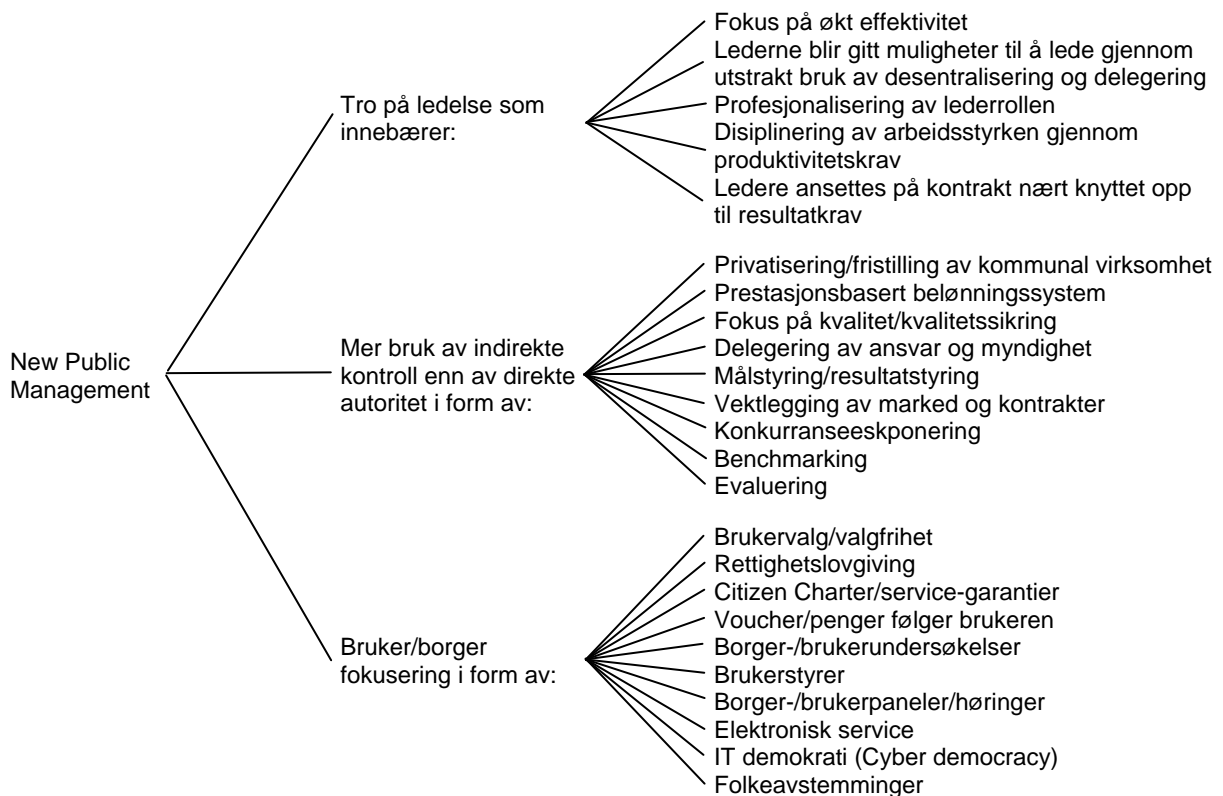 New Public
Management
Tro på ledelse som
innebærer:
Fokus på økt effektivitet
Lederne blir gitt muligheter til å lede gjennom
utstrakt bruk av desentralisering og delegering
Profesjonalisering av lederrollen
Disiplinering av arbeidsstyrken gjennom
produktivitetskrav
Ledere ansettes på kontrakt nært knyttet opp
til resultatkrav
Mer bruk av indirekte
kontroll enn av direkte
autoritet i form av:
Privatisering/fristilling av kommunal virksomhet
Prestasjonsbasert belønningssystem
Fokus på kvalitet/kvalitetssikring
Delegering av ansvar og myndighet
Målstyring/resultatstyring
Vektlegging av marked og kontrakter
Konkurranseeskponering
Benchmarking
Evaluering
Bruker/borger
fokusering i form av:
Brukervalg/valgfrihet
Rettighetslovgiving
Citizen Charter/service-garantier
Voucher/penger følger brukeren
Borger-/brukerundersøkelser
Brukerstyrer
Borger-/brukerpaneler/høringer
Elektronisk service
IT demokrati (Cyber democracy)
Folkeavstemminger